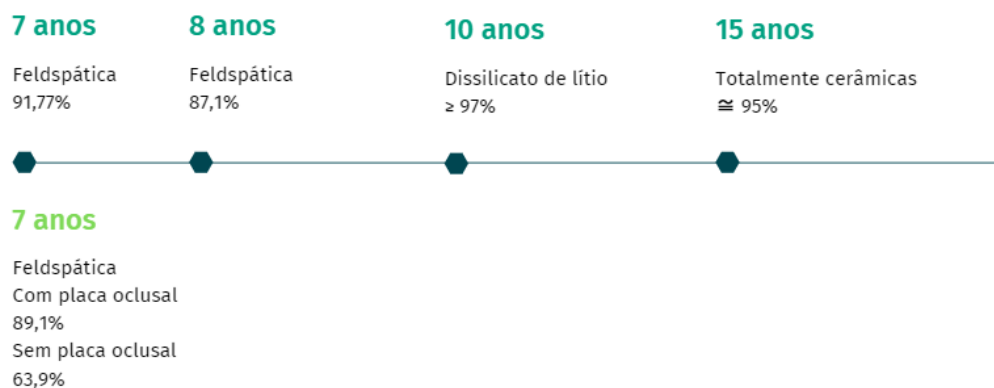 7 anos
Feldspática
91,77%
8 anos
Feldspática
87,1%
10 anos
Dissilicato de lítio
≥ 97%
15 anos
Totalmente cerâmicas
≅ 95%
7 anos
Feldspática
Com placa oclusal
89,1%
Sem placa oclusal
63,9%